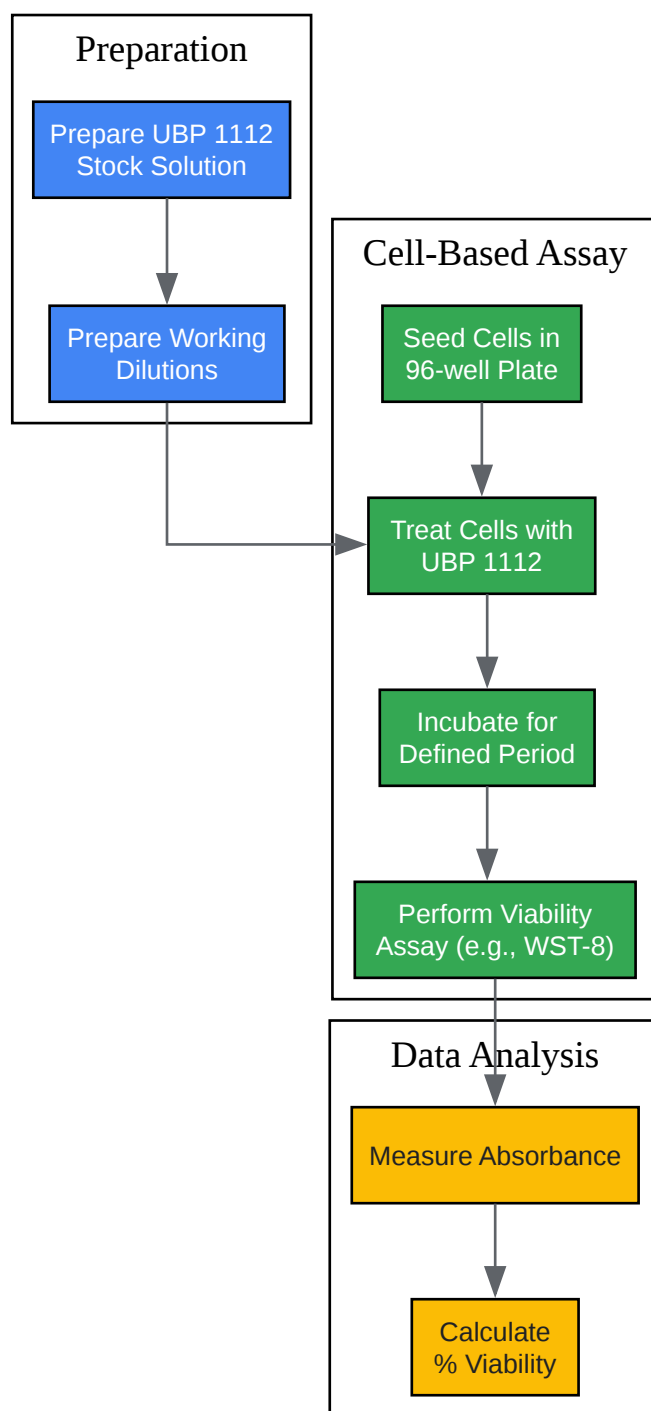 Preparation
Prepare UBP 1112
Stock Solution
Prepare Working
Dilutions
Cell-Based Assay
Seed Cells in
96-well Plate
Treat Cells with
UBP 1112
Incubate for
Defined Period
Perform Viability
Assay (e.g., WST-8)
Data Analysis
Measure Absorbance
Calculate
% Viability